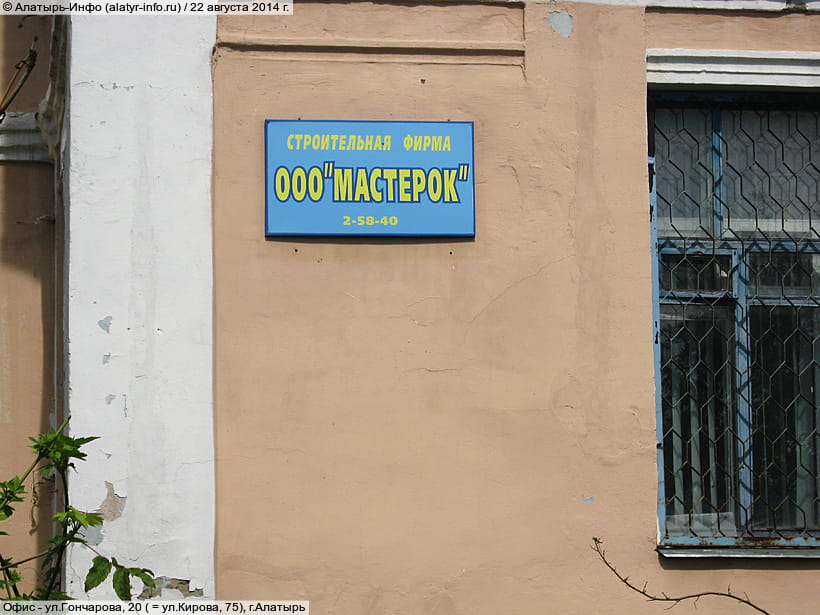 © Алатырь-Инфо (alatyr-info.ru) / 22 августа 2014 г.
СТРОИТЕЛЬНАЯ ФИРМА
ООО"МАСТЕРОК"
2-58-40
Офис - ул.Гончарова, 20 ( = ул.Кирова, 75), г.Алатырь